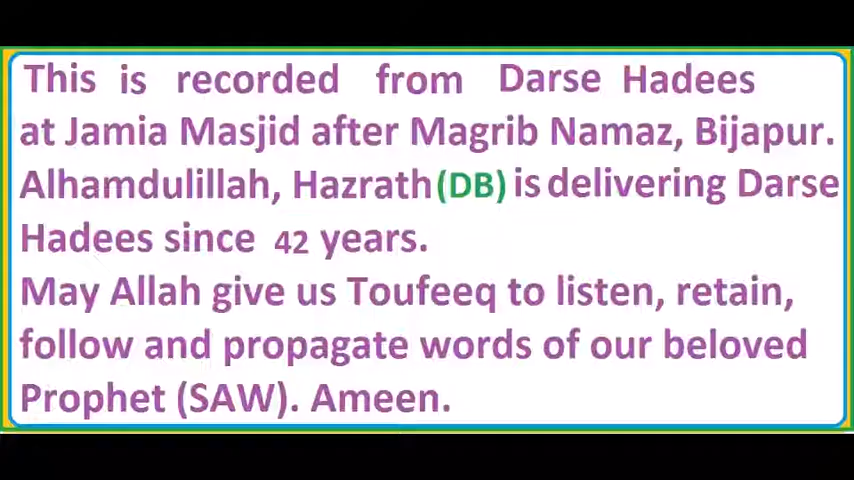 This is recorded from Darse Hadees
at Jamia Masjid after Magrib Namaz, Bijapur.
Alhamdulillah, Hazrath(DB) is delivering Darse
Hadees since 42 years.
May Allah give us Toufeeq to listen, retain,
follow and propagate words of our beloved
Prophet (SAW). Ameen.